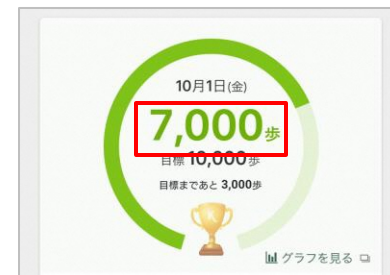 10月1日(金)
7,000歩
目標 10,000歩
目標まであと 3,000歩
グラフを見る